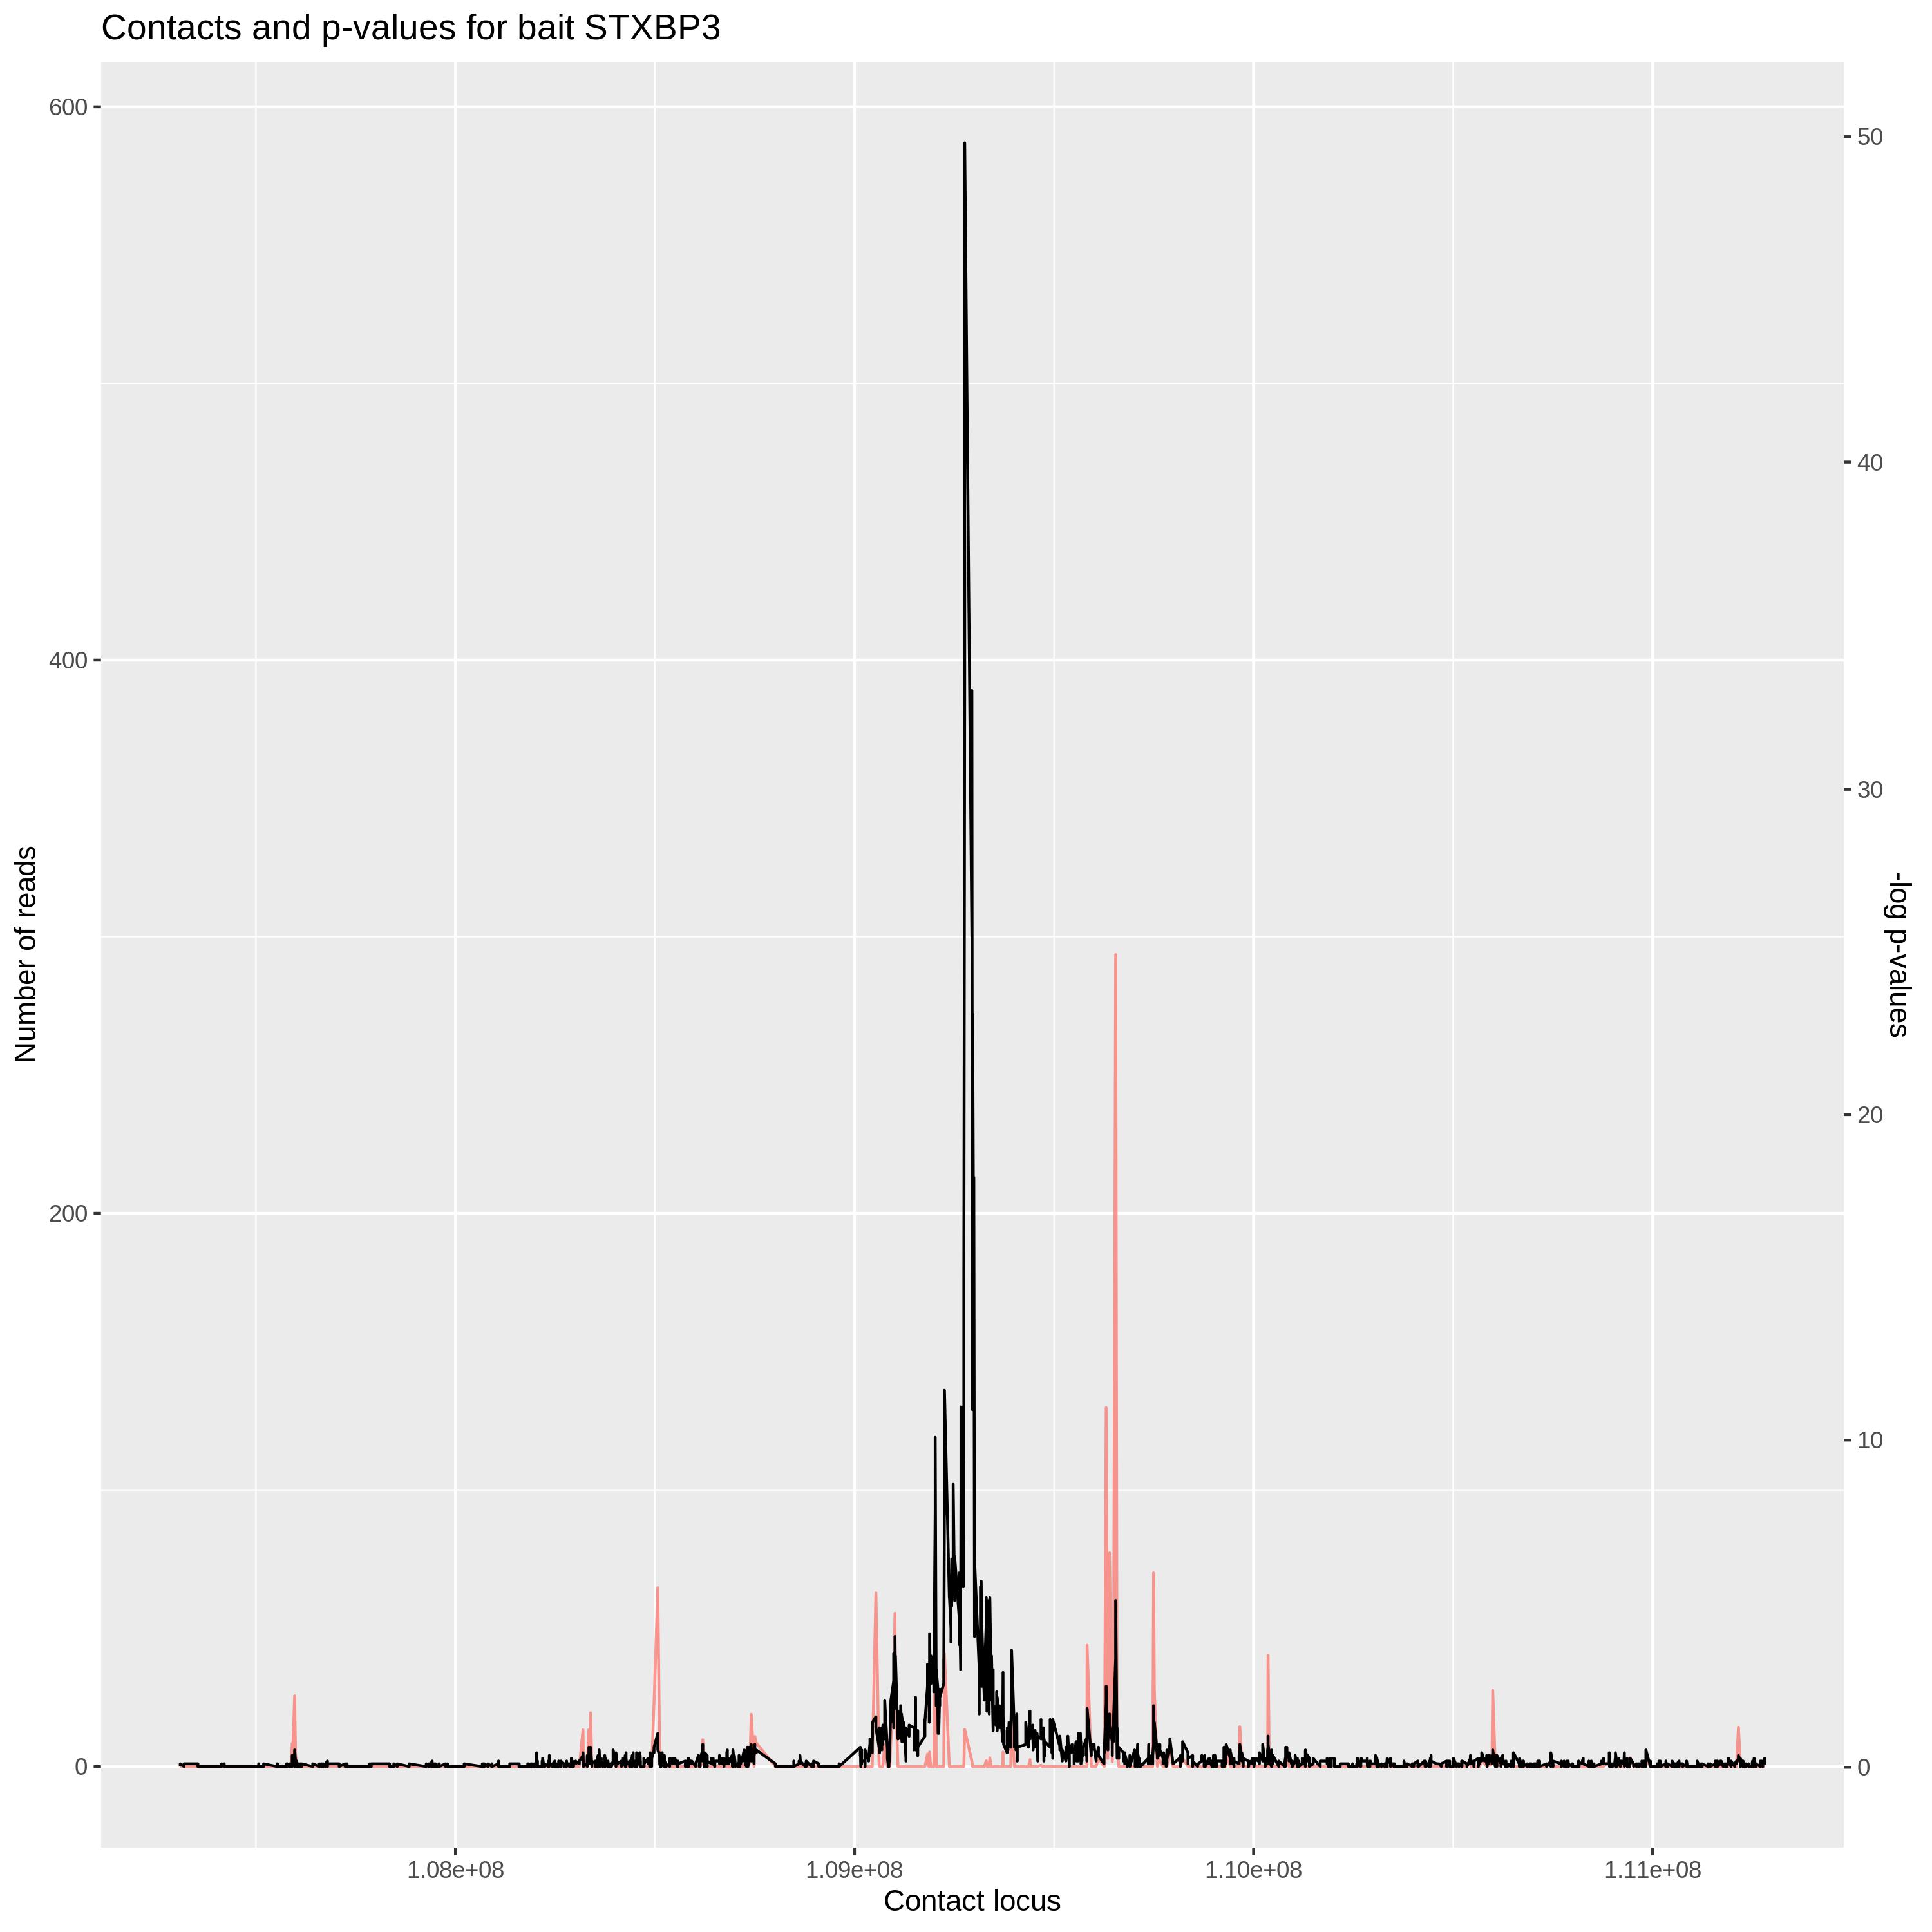 Contacts and p-values for bait STXBP3
600
400
200
0
Number of reads
50
40
30
20
10
0
-log p-values
1.08e+08
1.09e+08
1.10e+08
1.11e+08
Contact locus